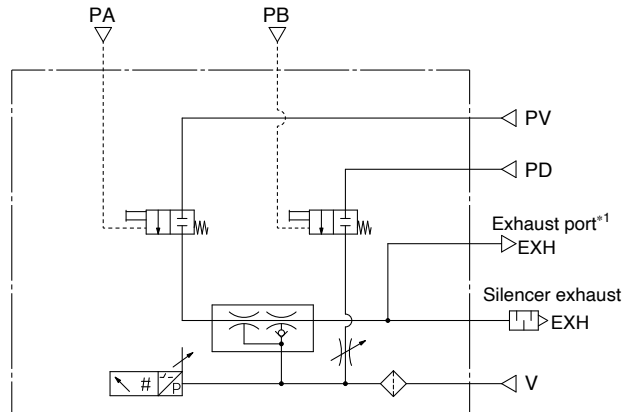 PA
PB
PV
PD
Exhaust port*1
EXH
Silencer exhaust
EXH
# P
V